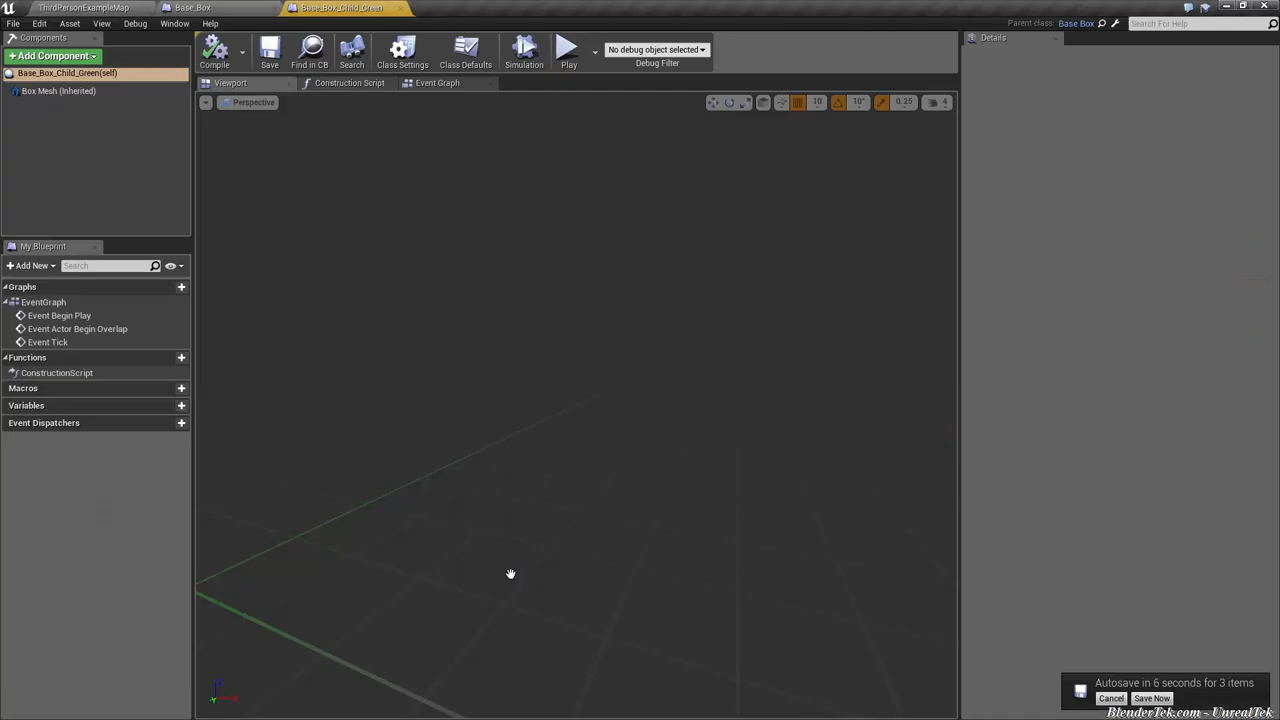 ThirdPersonExampleMap
Base_Box
Base_Box_Child_Green
File
Edit
Asset
View
Debug
Window
Help
Parent class: Base Box
Search For Help
Components
+Add Component
Base_Box_Child_Green(self)
Box Mesh (Inherited)
Compile
Save
Find in CB
Search
Class Settings
Class Defaults
Simulation
Play
No debug object selected
Debug Filter
Details
Viewport
Construction Script
Event Graph
Perspective
10
10°
0.25
4
My Blueprint
+Add New
Search
Graphs
EventGraph
Event Begin Play
Event Actor Begin Overlap
Event Tick
Functions
ConstructionScript
Macros
Variables
Event Dispatchers
Autosave in 6 seconds for 3 items
Cancel
Save Now
BlenderTek.com - UnrealTek